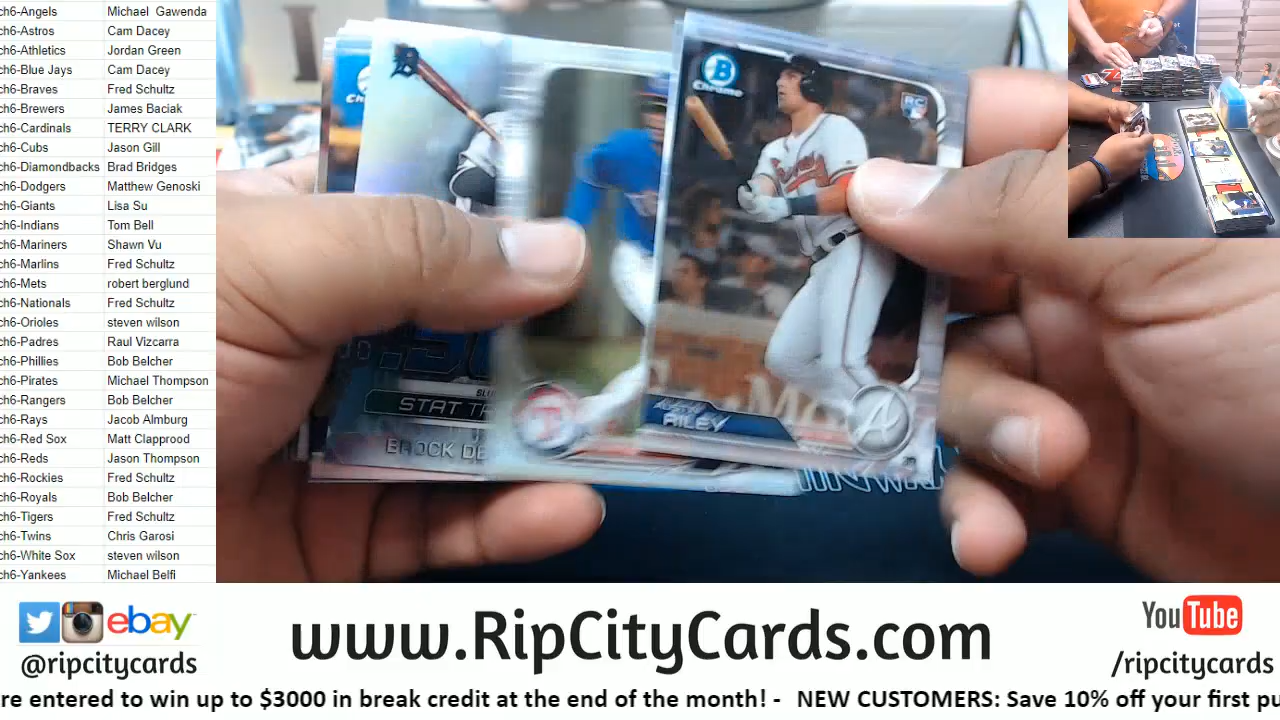 ch6-Angels Michael Gawenda
ch6-Astros Cam Dacey
ch6-Athletics Jordan Green
ch6-Blue Jays Cam Dacey
ch6-Braves Fred Schultz
ch6-Brewers James Baciak
ch6-Cardinals TERRY CLARK
ch6-Cubs Jason Gill
ch6-Diamondbacks Brad Bridges
ch6-Dodgers Matthew Genoski
ch6-Giants Lisa Su
ch6-Indians Tom Bell
ch6-Mariners Shawn Vu
ch6-Marlins Fred Schultz
ch6-Mets robert berglund
ch6-Nationals Fred Schultz
ch6-Orioles steven wilson
ch6-Padres Raul Vizcarra
ch6-Phillies Bob Belcher
ch6-Pirates Michael Thompson
ch6-Rangers Bob Belcher
ch6-Rays Jacob Almburg
ch6-Red Sox Matt Clapprood
ch6-Reds Jason Thompson
ch6-Rockies Fred Schultz
ch6-Royals Bob Belcher
ch6-Tigers Fred Schultz
ch6-Twins Chris Garosi
ch6-White Sox steven wilson
ch6-Yankees Michael Belfi
B
Chrome
RC
Braves
RILEY
A
T
STAT
BROCK
ebay
@ripcitycards
www.RipCityCards.com
YouTube
/ripcitycards
re entered to win up to $3000 in break credit at the end of the month! - NEW CUSTOMERS: Save 10% off your first pu